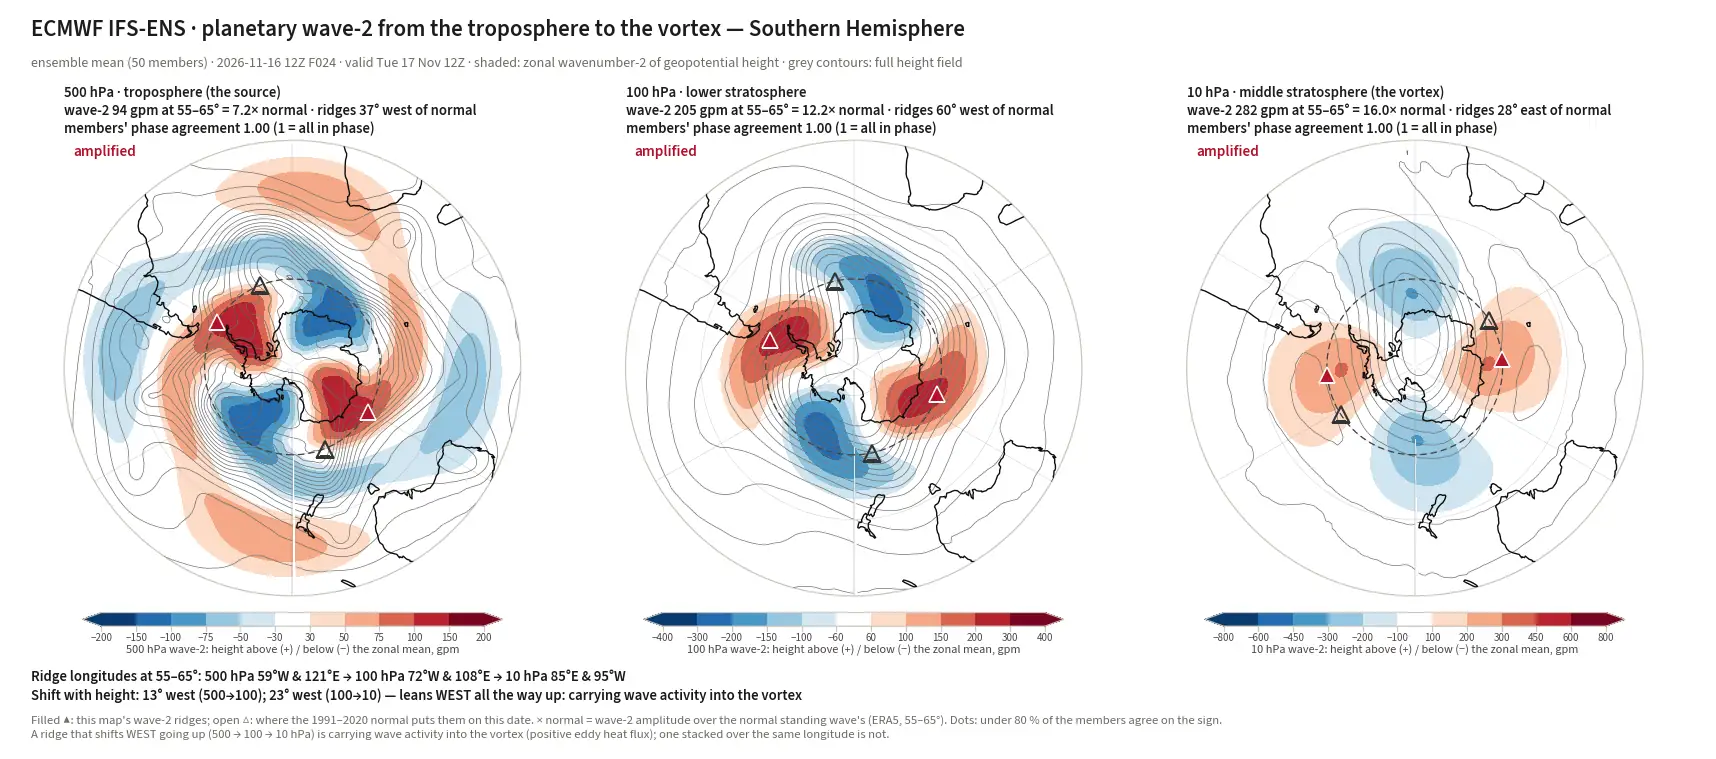 ECMWF IFS-ENS · planetary wave-2 from the troposphere to the vortex — Southern Hemisphere
ensemble mean (50 members) · 2026-11-16 12Z F024 · valid Tue 17 Nov 12Z · shaded: zonal wavenumber-2 of geopotential height · grey contours: full height field
500 hPa · troposphere (the source)
wave-2 94 gpm at 55–65° = 7.2× normal · ridges 37° west of normal
members' phase agreement 1.00 (1 = all in phase)
amplified
100 hPa · lower stratosphere
wave-2 205 gpm at 55–65° = 12.2× normal · ridges 60° west of normal
members' phase agreement 1.00 (1 = all in phase)
amplified
10 hPa · middle stratosphere (the vortex)
wave-2 282 gpm at 55–65° = 16.0× normal · ridges 28° east of normal
members' phase agreement 1.00 (1 = all in phase)
amplified
−200 −150 −100 −75 −50 −30 30 50 75 100 150 200
500 hPa wave-2: height above (+) / below (−) the zonal mean, gpm
−400 −300 −200 −150 −100 −60 60 100 150 200 300 400
100 hPa wave-2: height above (+) / below (−) the zonal mean, gpm
−800 −600 −450 −300 −200 −100 100 200 300 450 600 800
10 hPa wave-2: height above (+) / below (−) the zonal mean, gpm
Ridge longitudes at 55–65°: 500 hPa 59°W & 121°E → 100 hPa 72°W & 108°E → 10 hPa 85°E & 95°W
Shift with height: 13° west (500→100); 23° west (100→10) — leans WEST all the way up: carrying wave activity into the vortex
Filled ▲: this map's wave-2 ridges; open △: where the 1991–2020 normal puts them on this date. × normal = wave-2 amplitude over the normal standing wave's (ERA5, 55–65°). Dots: under 80 % of the members agree on the sign.
A ridge that shifts WEST going up (500 → 100 → 10 hPa) is carrying wave activity into the vortex (positive eddy heat flux); one stacked over the same longitude is not.